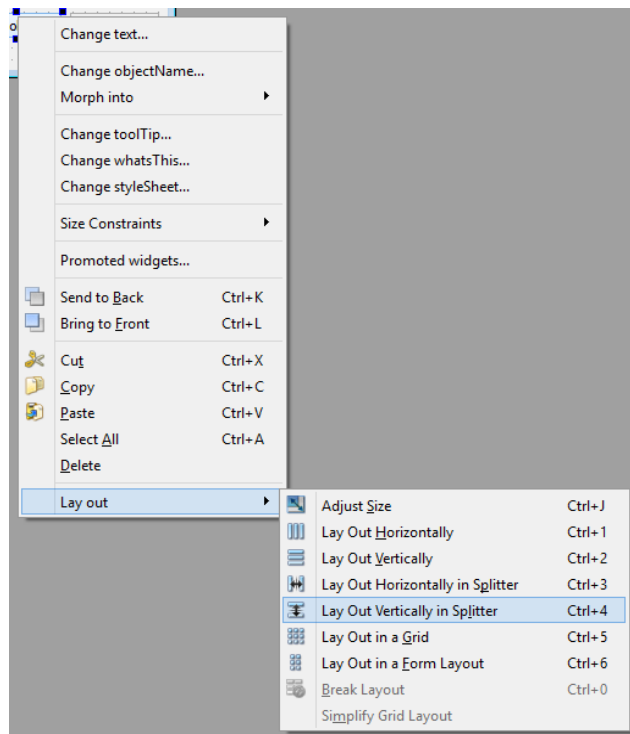 Change text...
Change objectName...
Morph into
Change toolTip...
Change whatsThis...
Change styleSheet...
Size Constraints
Promoted widgets...
Send to Back Ctrl+K
Bring to Front Ctrl+L
Cut Ctrl+X
Copy Ctrl+C
Paste Ctrl+V
Select All Ctrl+A
Delete
Lay out
Adjust Size Ctrl+J
Lay Out Horizontally Ctrl+1
Lay Out Vertically Ctrl+2
Lay Out Horizontally in Splitter Ctrl+3
Lay Out Vertically in Splitter Ctrl+4
Lay Out in a Grid Ctrl+5
Lay Out in a Form Layout Ctrl+6
Break Layout Ctrl+0
Simplify Grid Layout